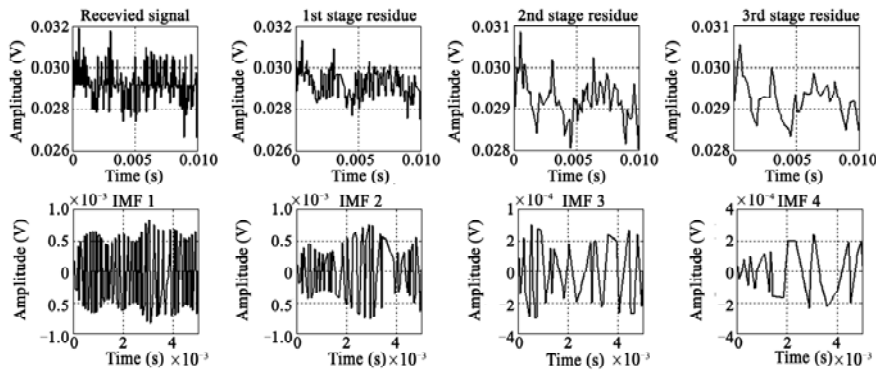 Recevied signal
0.032
0.030
0.028
0.026
Amplitude (V)
0
0.005
0.010
Time (s)
1st stage residue
0.032
0.030
0.028
0.026
Amplitude (V)
0
0.005
0.010
Time (s)
2nd stage residue
0.031
0.030
0.029
0.028
Amplitude (V)
0
0.005
0.010
Time (s)
3rd stage residue
0.031
0.030
0.029
0.028
Amplitude (V)
0
0.005
0.010
Time (s)
×10⁻³
IMF 1
1.0
0.5
0
0.5
−1.0
Amplitude (V)
0
2
4
Time (s) ×10⁻³
×10⁻³
IMF 2
1.0
0.5
0
0.5
−1.0
Amplitude (V)
0
2
4
Time (s) ×10⁻³
×10⁻⁴
IMF 3
1
2
0
−2
−4
Amplitude (V)
0
2
4
Time (s) ×10⁻³
×10⁻⁴
IMF 4
4
2
0
−2
−4
Amplitude (V)
0
2
4
Time (s) ×10⁻³